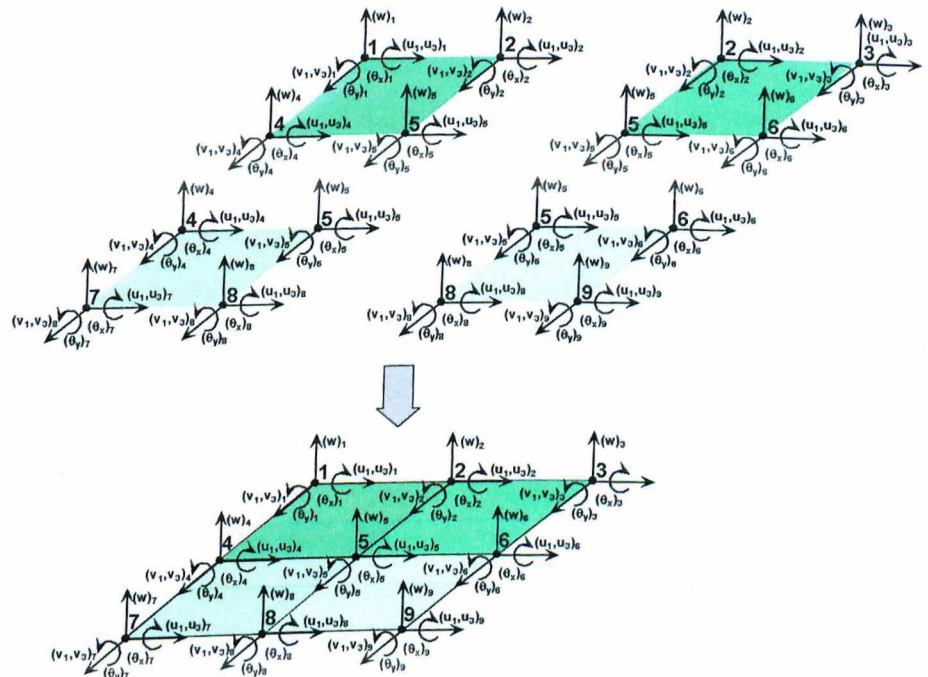 (w)₁ (w)₂ (w)₂ (w)₃
1 (u₁,u₃)₁ 2 (u₁,u₃)₂ 2 (u₁,u₃)₂ 3 (u₁,u₃)₃
(v₁,v₃)₁ (θₓ)₁ (v₁,v₃)₂ (θₓ)₂ (v₁,v₃)₂ (θₓ)₂ (v₁,v₃)₃ (θₓ)₃
(θy)₁ (θy)₂ (θy)₂ (θy)₃
(w)₄ (w)₅ (w)₅ (w)₆
4 (u₁,u₃)₄ 5 (u₁,u₃)₅ 5 (u₁,u₃)₅ 6 (u₁,u₃)₆
(v₁,v₃)₄ (θₓ)₄ (v₁,v₃)₅ (θₓ)₅ (v₁,v₃)₅ (θₓ)₅ (v₁,v₃)₆ (θₓ)₆
(θy)₄ (θy)₅ (θy)₅ (θy)₆
(w)₄ (w)₅ (w)₅ (w)₆
4 (u₁,u₃)₄ 5 (u₁,u₃)₅ 5 (u₁,u₃)₅ 6 (u₁,u₃)₆
(v₁,v₃)₄ (θₓ)₄ (v₁,v₃)₅ (θₓ)₅ (v₁,v₃)₅ (θₓ)₅ (v₁,v₃)₆ (θₓ)₆
(θy)₄ (θy)₅ (θy)₅ (θy)₆
(w)₇ (w)₈ (w)₈ (w)₉
7 (u₁,u₃)₇ 8 (u₁,u₃)₈ 8 (u₁,u₃)₈ 9 (u₁,u₃)₉
(v₁,v₃)₈ (θₓ)₇ (v₁,v₃)₈ (θₓ)₈ (v₁,v₃)₈ (θₓ)₈ (v₁,v₃)₉ (θₓ)₉
(θy)₇ (θy)₈ (θy)₈ (θy)₉
(w)₁ (w)₂ (w)₃
1 (u₁,u₃)₁ 2 (u₁,u₃)₂ 3
(v₁,v₃)₁ (θₓ)₁ (v₁,v₃)₂ (θₓ)₂ (v₁,v₃)₃ (θₓ)₃
(θy)₁ (θy)₂ (θy)₃
(w)₄ (w)₅ (w)₆
4 (u₁,u₃)₄ 5 (u₁,u₃)₅ 6 (u₁,u₃)₆
(v₁,v₃)₄ (θₓ)₄ (v₁,v₃)₅ (θₓ)₅ (v₁,v₃)₆ (θₓ)₆
(θy)₄ (θy)₅ (θy)₆
(w)₇ (w)₈ (w)₉
7 (u₁,u₃)₇ 8 (u₁,u₃)₈ 9 (u₁,u₃)₉
(v₁,v₃)₇ (θₓ)₇ (v₁,v₃)₈ (θₓ)₈ (v₁,v₃)₉ (θₓ)₉
(θy)₇ (θy)₈ (θy)₉